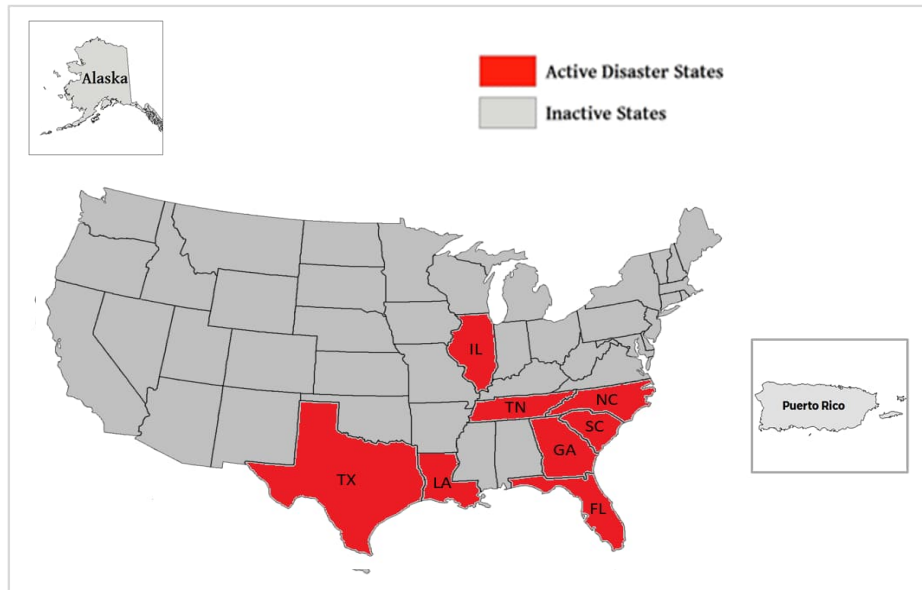 Alaska
Active Disaster States
Inactive States
IL
TN
NC
SC
GA
TX
LA
FL
Puerto Rico